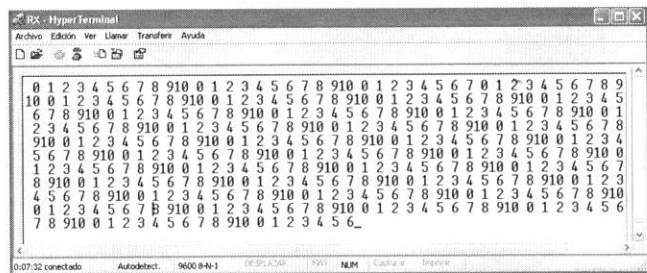 RX - HyperTerminal
Archivo Edición Ver Llamar Transferir Ayuda
0 1 2 3 4 5 6 7 8 910 0 1 2 3 4 5 6 7 8 910 0 1 2 3 4 5 6 7 0 1 2 3 4 5 6 7 8 9
10 0 1 2 3 4 5 6 7 8 910 0 1 2 3 4 5 6 7 8 910 0 1 2 3 4 5 6 7 8 910 0 1 2 3 4 5
6 7 8 910 0 1 2 3 4 5 6 7 8 910 0 1 2 3 4 5 6 7 8 910 0 1 2 3 4 5 6 7 8 910 0 1
2 3 4 5 6 7 8 910 0 1 2 3 4 5 6 7 8 910 0 1 2 3 4 5 6 7 8 910 0 1 2 3 4 5 6 7 8
910 0 1 2 3 4 5 6 7 8 910 0 1 2 3 4 5 6 7 8 910 0 1 2 3 4 5 6 7 8 910 0 1 2 3 4
5 6 7 8 910 0 1 2 3 4 5 6 7 8 910 0 1 2 3 4 5 6 7 8 910 0 1 2 3 4 5 6 7 8 910 0
1 2 3 4 5 6 7 8 910 0 1 2 3 4 5 6 7 8 910 0 1 2 3 4 5 6 7 8 910 0 1 2 3 4 5 6 7
8 910 0 1 2 3 4 5 6 7 8 910 0 1 2 3 4 5 6 7 8 910 0 1 2 3 4 5 6 7 8 910 0 1 2 3
4 5 6 7 8 910 0 1 2 3 4 5 6 7 8 910 0 1 2 3 4 5 6 7 8 910 0 1 2 3 4 5 6 7 8 910
0 1 2 3 4 5 6 7 8 910 0 1 2 3 4 5 6 7 8 910 0 1 2 3 4 5 6 7 8 910 0 1 2 3 4 5 6
7 8 910 0 1 2 3 4 5 6 7 8 910 0 1 2 3 4 5 6_
0:07:32 conectado Autodetect. 9600 8-N-1 DESPLAZAR MAY NUM Capturar Imprimir